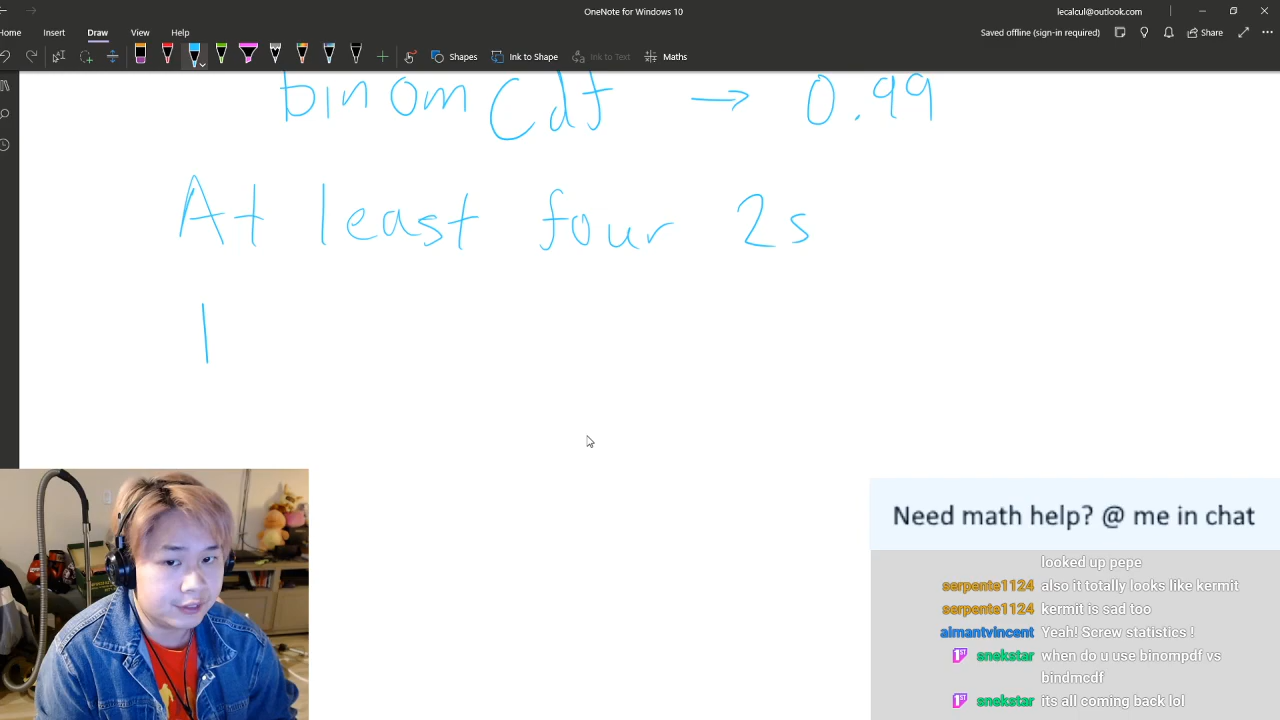 OneNote for Windows 10
lecalcul@outlook.com
Home Insert Draw View Help
Saved offline (sign-in required)
Share
Shapes
Ink to Shape
Ink to Text
Maths
binomCdf → 0.99
At least four 2s
1
Need math help? @ me in chat
looked up pepe
serpente1124 also it totally looks like kermit
serpente1124 kermit is sad too
aimantvincent Yeah! Screw statistics !
snekstar when do u use binompdf vs
bindmcdf
snekstar its all coming back lol